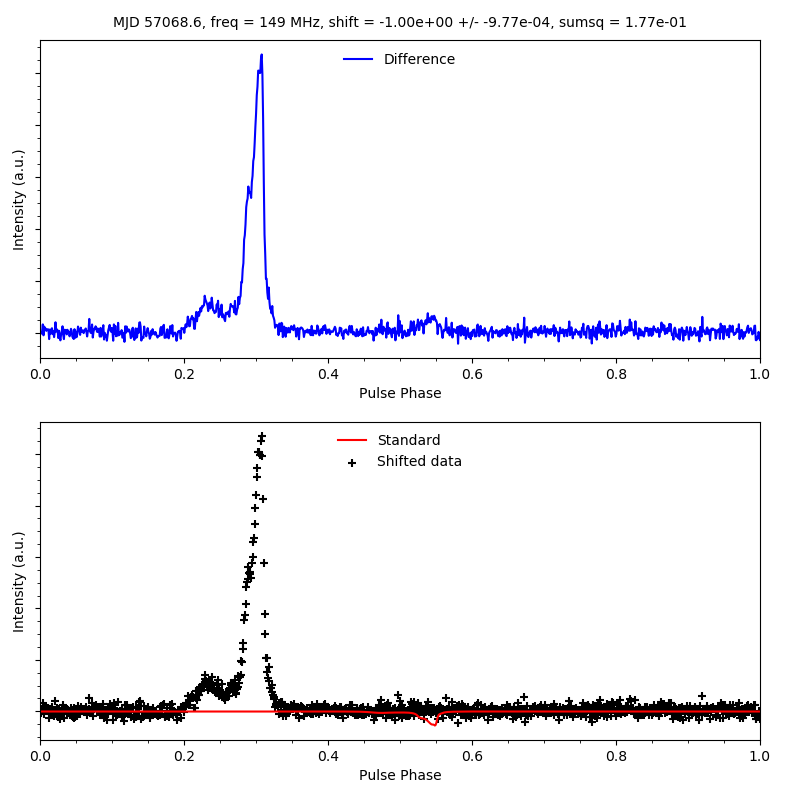 MJD 57068.6, freq = 149 MHz, shift = -1.00e+00 +/- -9.77e-04, sumsq = 1.77e-01
Difference
Intensity (a.u.)
0.0 0.2 0.4 0.6 0.8 1.0
Pulse Phase
Standard
Shifted data
Intensity (a.u.)
0.0 0.2 0.4 0.6 0.8 1.0
Pulse Phase